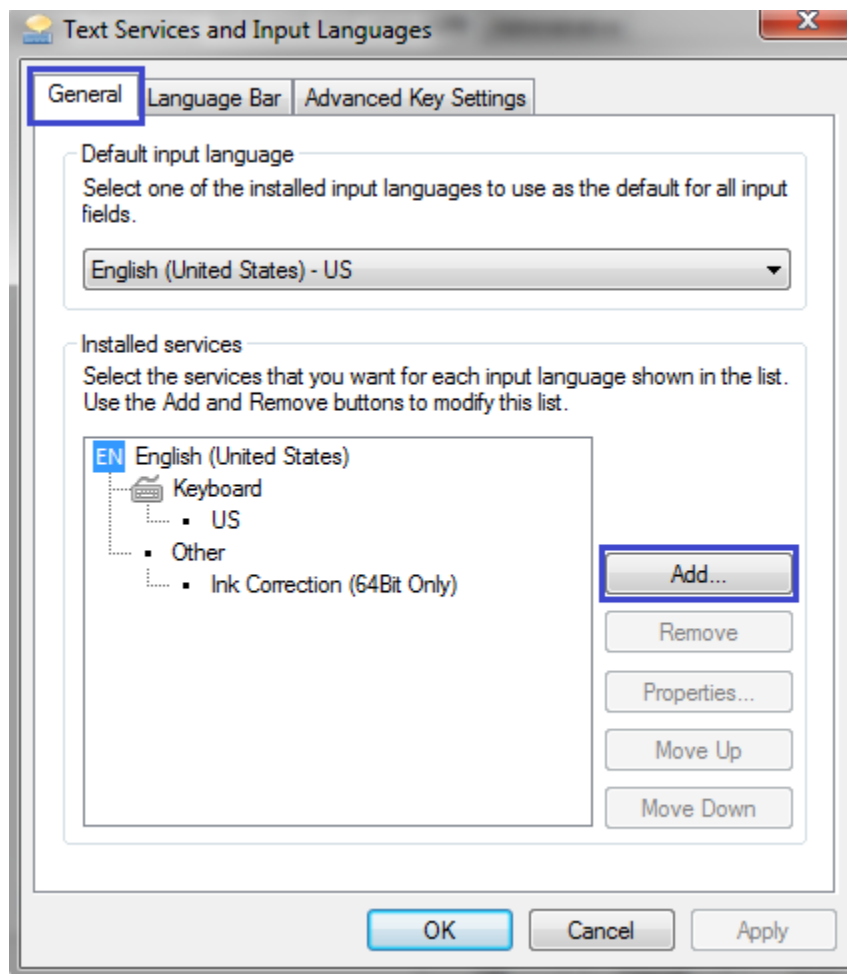 Text Services and Input Languages
General
Language Bar
Advanced Key Settings
Default input language
Select one of the installed input languages to use as the default for all input
fields.
English (United States) - US
Installed services
Select the services that you want for each input language shown in the list.
Use the Add and Remove buttons to modify this list.
EN English (United States)
Keyboard
US
Other
Ink Correction (64Bit Only)
Add...
Remove
Properties...
Move Up
Move Down
OK
Cancel
Apply